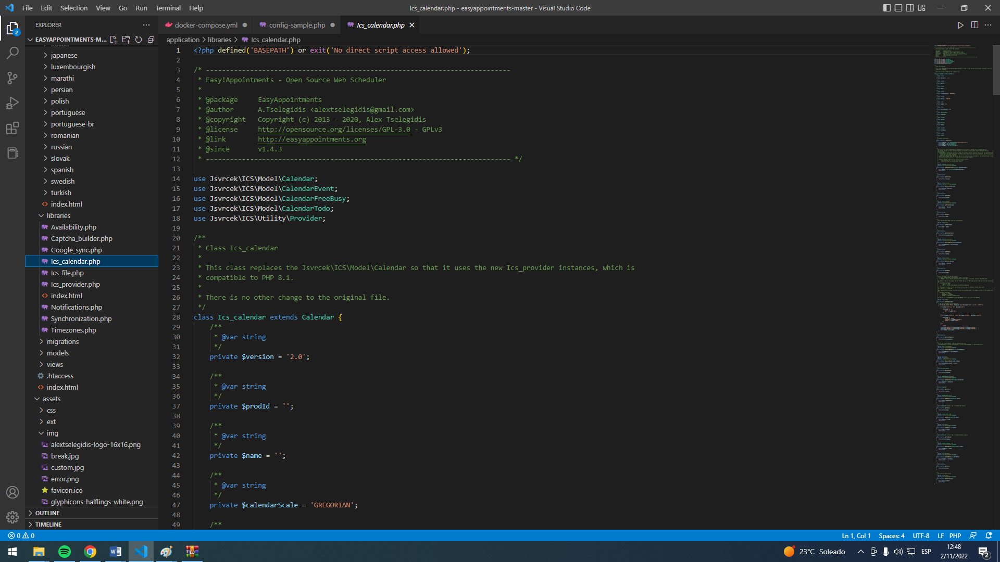 File Edit Selection View Go Run Terminal Help
Ics_calendar.php - easyappointments-master - Visual Studio Code
EXPLORER
2
EASYAPPOINTMENTS-M...
japanese
luxembourgish
marathi
persian
polish
portuguese
portuguese-br
romanian
russian
slovak
spanish
swedish
turkish
index.html
libraries
Availability.php
Captcha_builder.php
Google_sync.php
Ics_calendar.php
Ics_file.php
Ics_provider.php
index.html
Notifications.php
Synchronization.php
Timezones.php
migrations
models
views
.htaccess
index.html
assets
css
ext
img
alextselegidis-logo-16x16.png
break.jpg
custom.jpg
error.png
favicon.ico
glyphicons-halflings-white.png
OUTLINE
TIMELINE
docker-compose.yml
config-sample.php
Ics_calendar.php
application > libraries > Ics_calendar.php
1 <?php defined('BASEPATH') or exit('No direct script access allowed');
2
3 /* ----------------------------------------------------------------------------
4 * Easy!Appointments - Open Source Web Scheduler
5 *
6 * @package EasyAppointments
7 * @author A.Tselegidis <alextselegidis@gmail.com>
8 * @copyright Copyright (c) 2013 - 2020, Alex Tselegidis
9 * @license http://opensource.org/licenses/GPL-3.0 - GPLv3
10 * @link http://easyappointments.org
11 * @since v1.4.3
12 * ---------------------------------------------------------------------------- */
13
14 use Jsvrcek\ICS\Model\Calendar;
15 use Jsvrcek\ICS\Model\CalendarEvent;
16 use Jsvrcek\ICS\Model\CalendarFreeBusy;
17 use Jsvrcek\ICS\Model\CalendarTodo;
18 use Jsvrcek\ICS\Utility\Provider;
19
20 /**
21 * Class Ics_calendar
22 *
23 * This class replaces the Jsvrcek\ICS\Model\Calendar so that it uses the new Ics_provider instances, which is
24 * compatible to PHP 8.1.
25 *
26 * There is no other change to the original file.
27 */
28 class Ics_calendar extends Calendar {
29 /**
30 * @var string
31 */
32 private $version = '2.0';
33
34 /**
35 * @var string
36 */
37 private $prodId = '';
38
39 /**
40 * @var string
41 */
42 private $name = '';
43
44 /**
45 * @var string
46 */
47 private $calendarScale = 'GREGORIAN';
48
49 /**
0 0
Ln 1, Col 1 Spaces: 4 UTF-8 LF PHP
23°C Soleado
ESP
12:48
2/11/2022
2